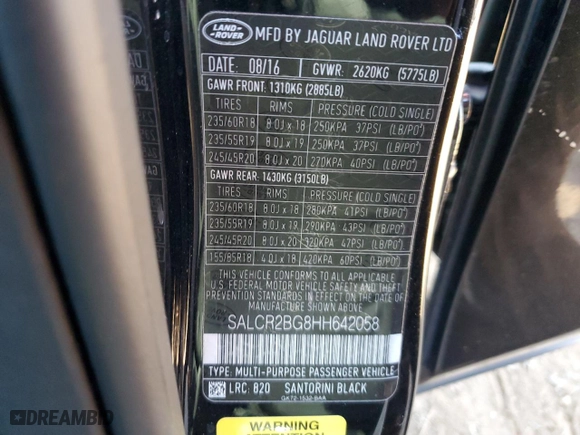 LAND-ROVER
MFD BY JAGUAR LAND ROVER LTD
DATE: 08/16 GVWR: 2620KG (5775LB)
GAWR FRONT: 1310KG (2885LB)
TIRES RIMS PRESSURE (COLD SINGLE)
235/60R18 8.0J x 18 250KPA 37PSI (LB/PO²)
235/55R19 8.0J x 19 250KPA 37PSI (LB/PO²)
245/45R20 8.0J x 20 270KPA 40PSI (LB/PO²)
GAWR REAR: 1430KG (3150LB)
TIRES RIMS PRESSURE (COLD SINGLE)
235/60R18 8.0J x 18 280KPA 41PSI (LB/PO²)
235/55R19 8.0J x 19 290KPA 43PSI (LB/PO²)
245/45R20 8.0J x 20 320KPA 47PSI (LB/PO²)
155/85R18 4.0J x 18 420KPA 60PSI (LB/PO²)
THIS VEHICLE CONFORMS TO ALL APPLICABLE
U.S. FEDERAL MOTOR VEHICLE SAFETY AND THEFT
PREVENTION STANDARDS IN EFFECT ON THE
DATE OF MANUFACTURE SHOWN ABOVE
SALCR2BG8HH642058
TYPE: MULTI-PURPOSE PASSENGER VEHICLE
LRC: 820 SANTORINI BLACK
GK72-1532-BAA
WARNING
ATTENTION
DREAMBID